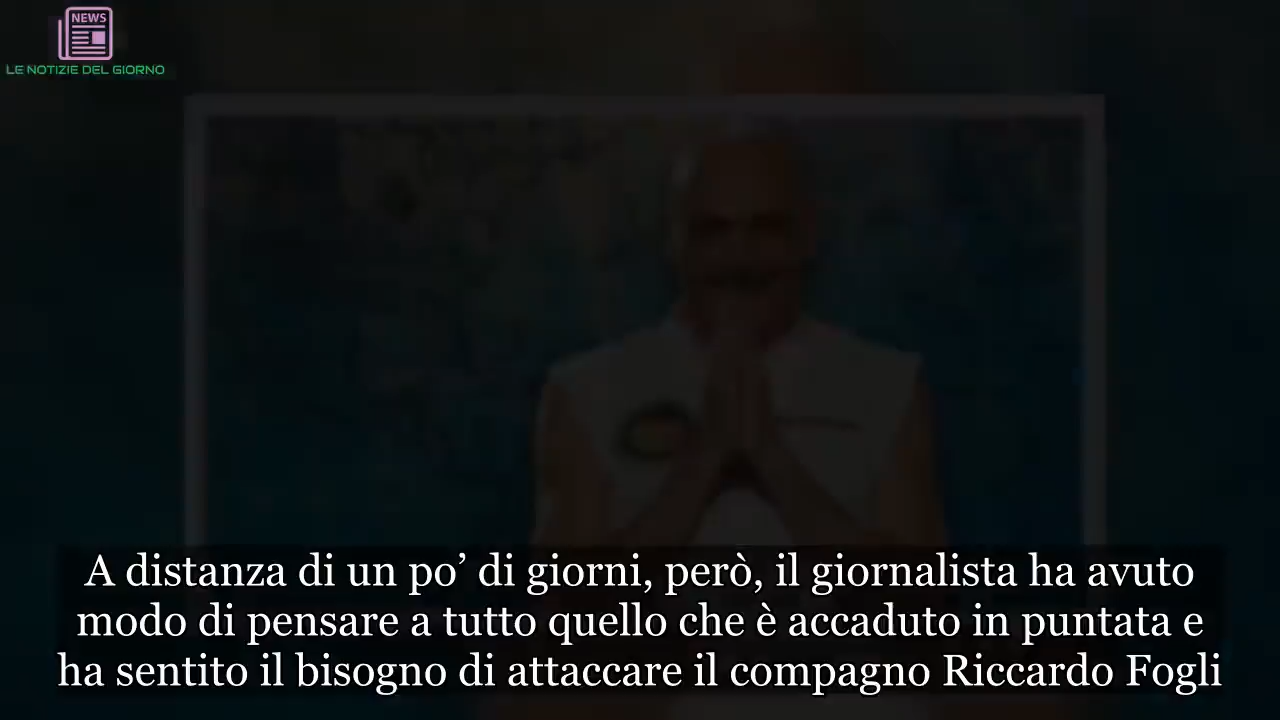 NEWS
LE NOTIZIE DEL GIORNO
A distanza di un po’ di giorni, però, il giornalista ha avuto
modo di pensare a tutto quello che è accaduto in puntata e
ha sentito il bisogno di attaccare il compagno Riccardo Fogli